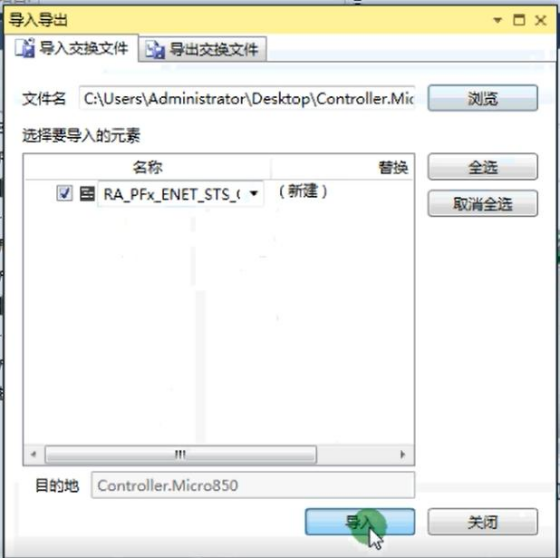 导入导出
导入交换文件 导出交换文件
文件名 C:\Users\Administrator\Desktop\Controller.Mic 浏览
选择要导入的元素
名称 替换 全选
RA_PFx_ENET_STS_ (新建) 取消全选
目的地 Controller.Micro850
导入 关闭